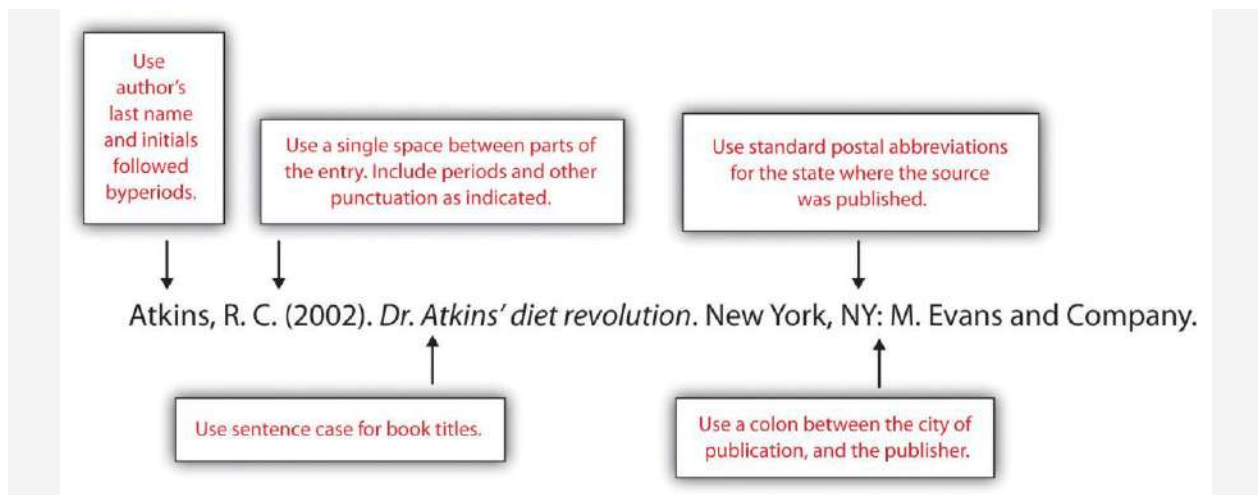 Use
author's
last name
and initials
followed
byperiods.
Use a single space between parts of
the entry. Include periods and other
punctuation as indicated.
Use standard postal abbreviations
for the state where the source
was published.
Atkins, R. C. (2002). Dr. Atkins' diet revolution. New York, NY: M. Evans and Company.
Use sentence case for book titles.
Use a colon between the city of
publication, and the publisher.